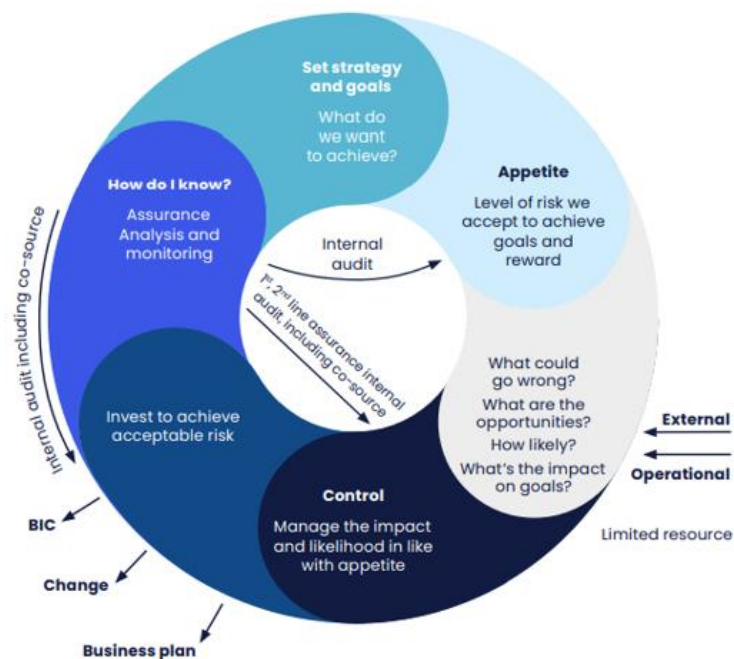 Set strategy
and goals
What do
we want
to achieve?
Appetite
Level of risk we
accept to achieve
goals and
reward
What could
go wrong?
What are the
opportunities?
How likely?
What's the impact
on goals?
External
Operational
Limited resource
Control
Manage the impact
and likelihood in like
with appetite
Invest to achieve
acceptable risk
How do I know?
Assurance
Analysis and
monitoring
Internal
audit
1st, 2nd line assurance internal
audit, including co-source
Internal audit including co-source
BIC
Change
Business plan